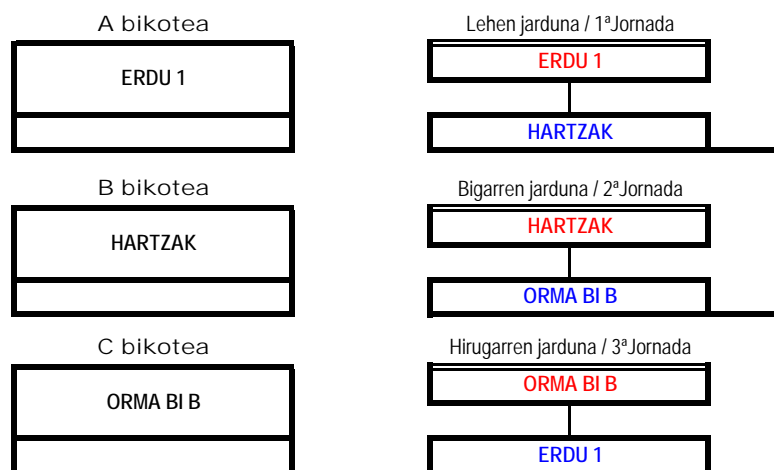 A bikotea
ERDU 1
B bikotea
HARTZAK
C bikotea
ORMA BI B
Lehen jarduna / 1ªJornada
ERDU 1
HARTZAK
Bigarren jarduna / 2ªJornada
HARTZAK
ORMA BI B
Hirugarren jarduna / 3ªJornada
ORMA BI B
ERDU 1